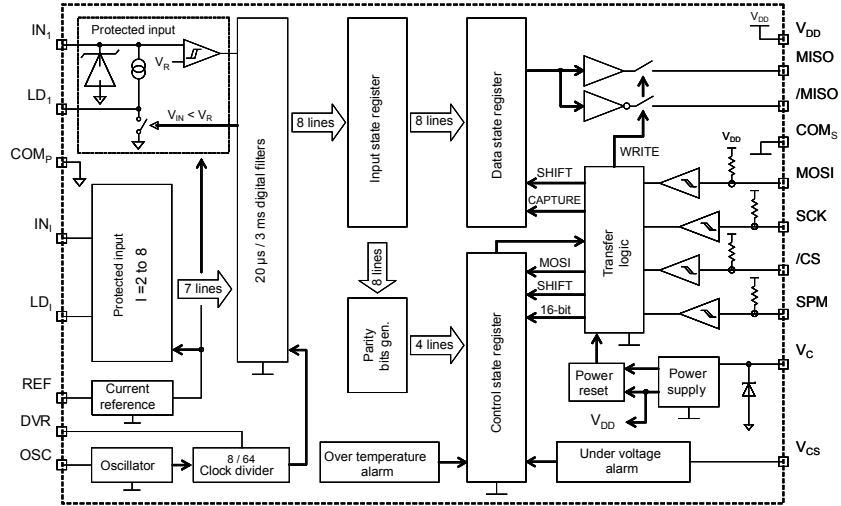 IN1
Protected input
VR
LD1
VIN < VR
COMP
INI
LDI
Protected input
I =2 to 8
7 lines
REF
Current
reference
DVR
OSC
Oscillator
8 / 64
Clock divider
20 µs / 3 ms digital filters
8 lines
Input state register
8 lines
Data state register
8 lines
Parity
bits gen.
4 lines
Control state register
Over temperature
alarm
Under voltage
alarm
WRITE
SHIFT
CAPTURE
MOSI
SHIFT
16-bit
Transfer
logic
Power
reset
Power
supply
VDD
VDD
VDD
VDD
MISO
/MISO
COMS
MOSI
SCK
/CS
SPM
VC
VCS